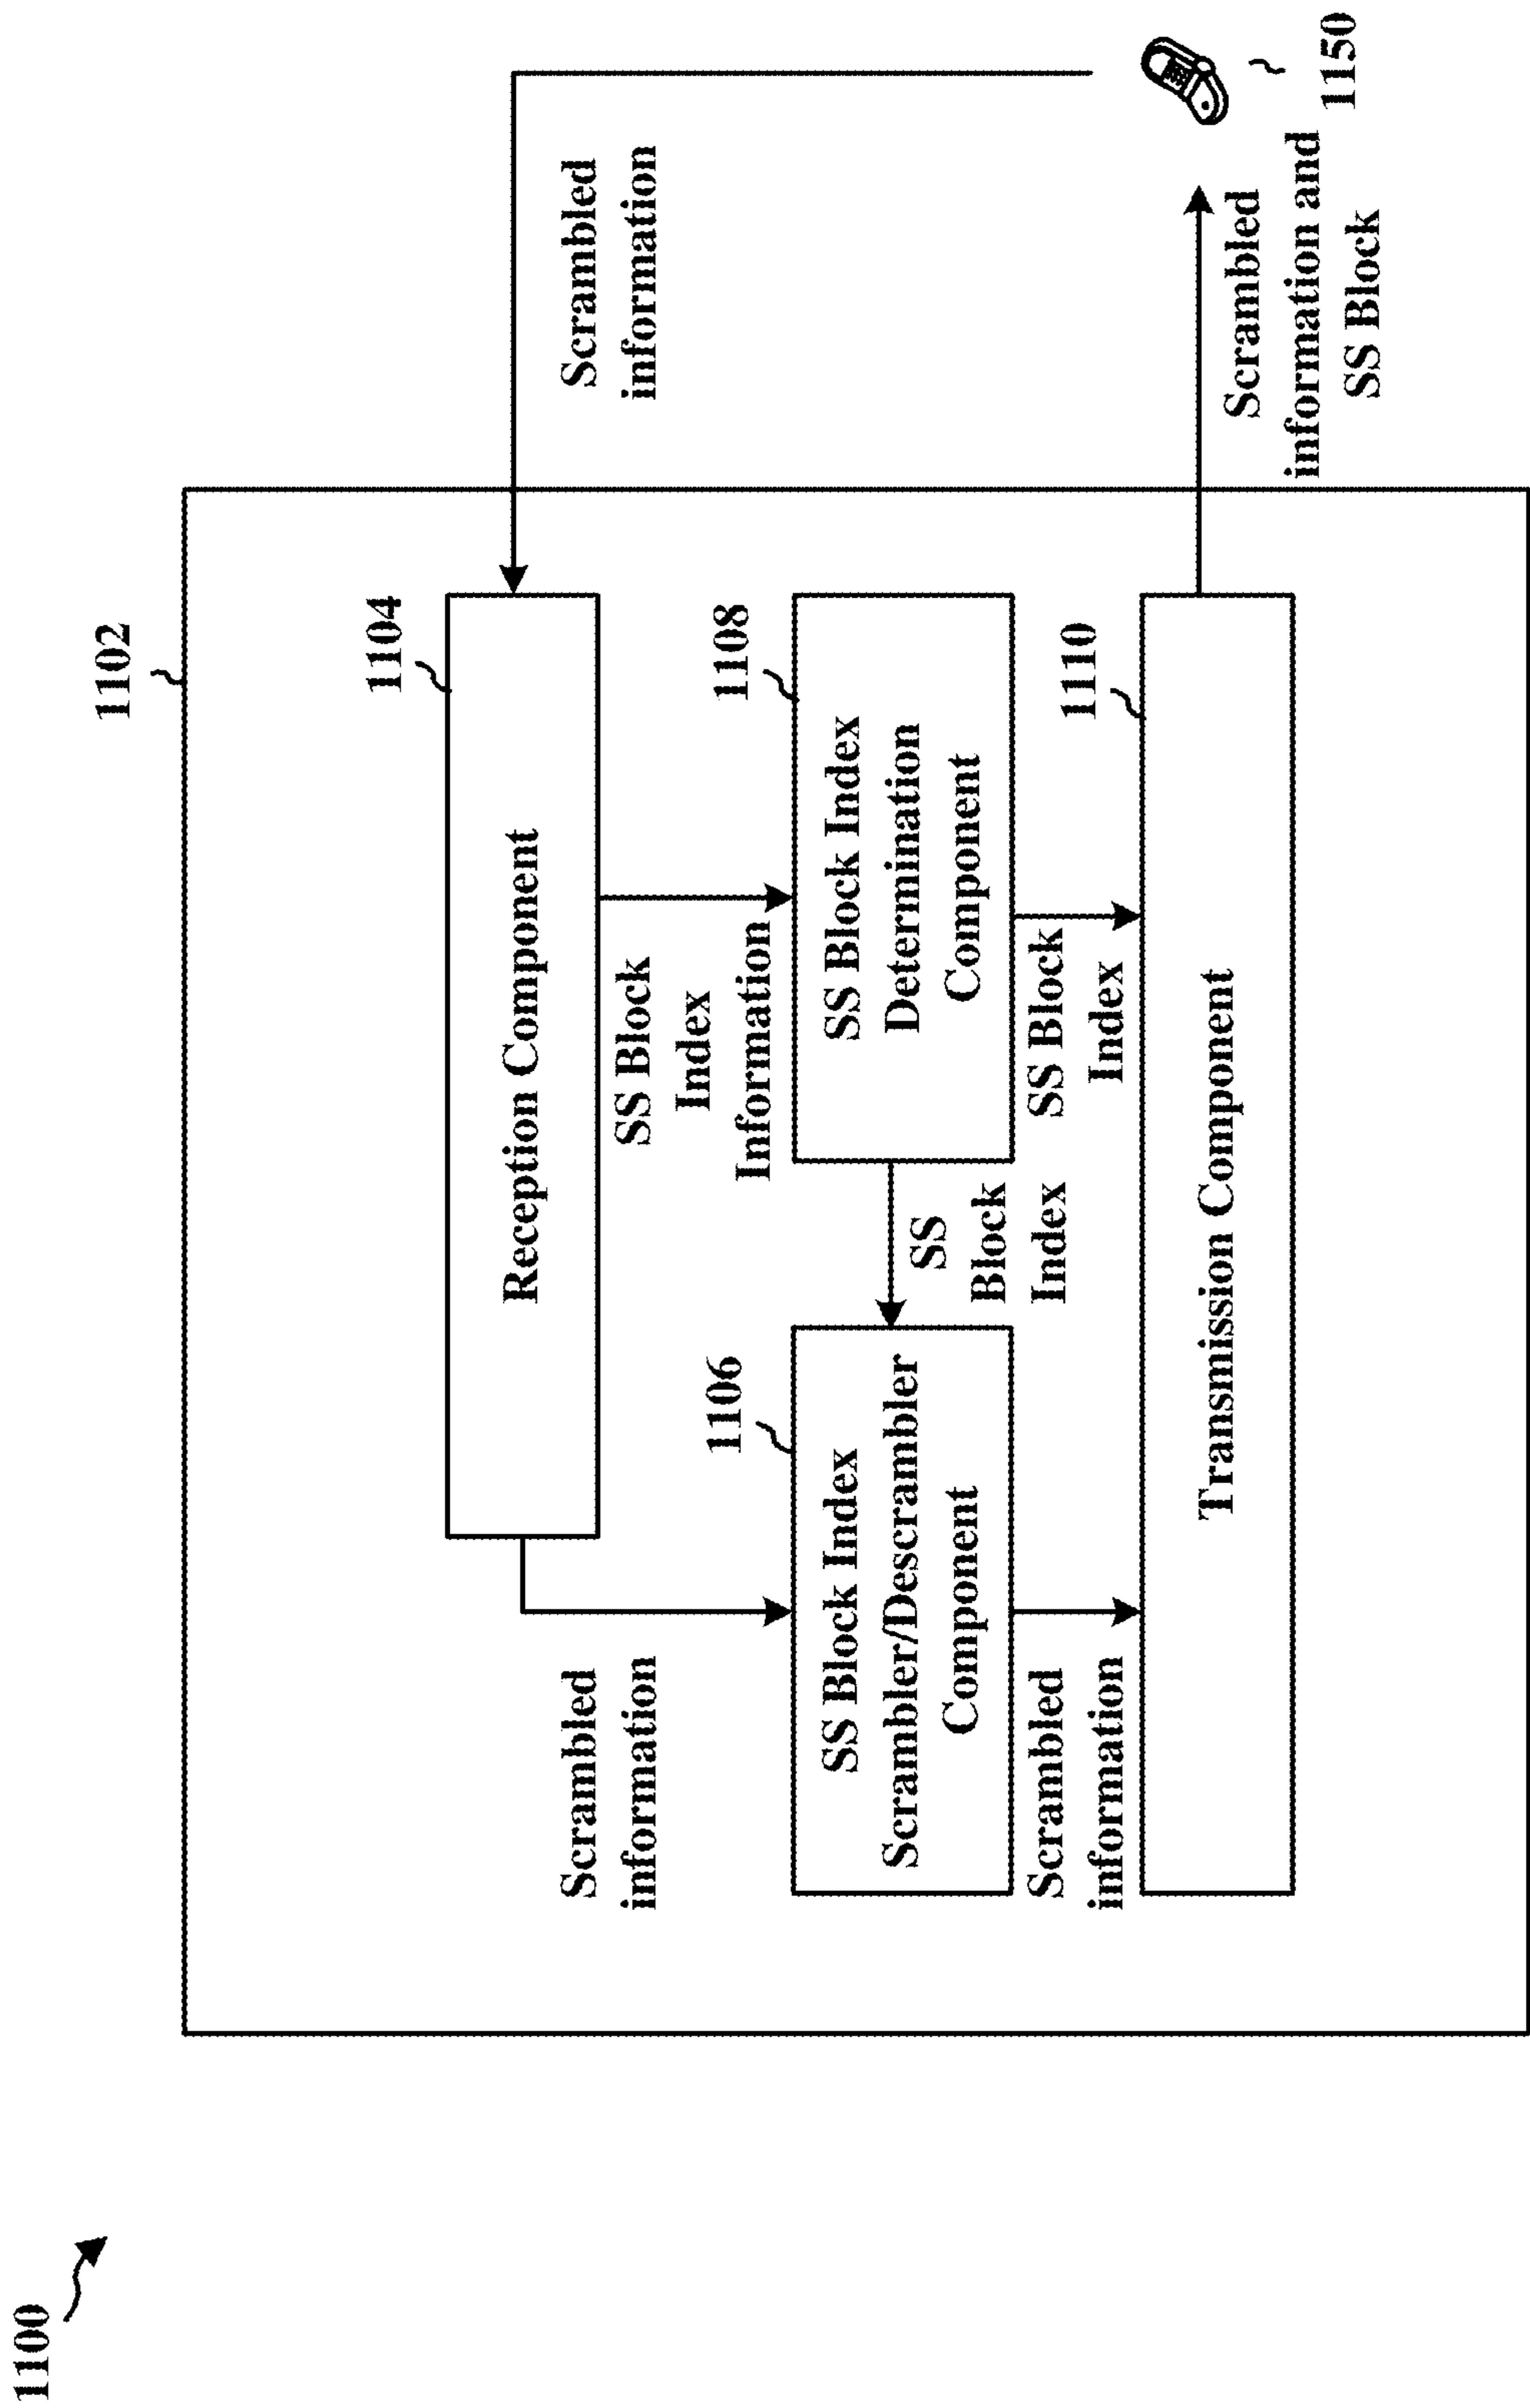 1100
1102
1104
Reception Component
Scrambled
information
Scrambled
information
SS Block
Index
Information
1106
SS Block Index
Scrambler/Descrambler
Component
SS
Block
Index
1108
SS Block Index
Determination
Component
Scrambled
information
SS Block
Index
1110
Transmission Component
Scrambled
information and
SS Block
1150